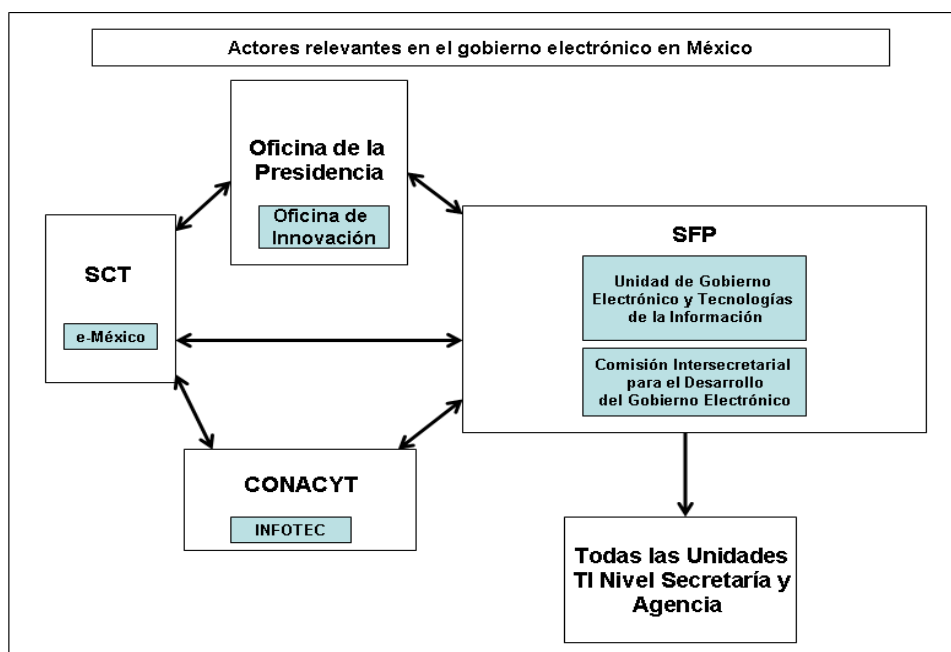 Actores relevantes en el gobierno electrónico en México
Oficina de la
Presidencia
Oficina de
Innovación
SCT
e-México
SFP
Unidad de Gobierno
Electrónico y Tecnologías
de la Información
Comisión Intersecretarial
para el Desarrollo
del Gobierno Electrónico
CONACYT
INFOTEC
Todas las Unidades
TI Nivel Secretaría y
Agencia